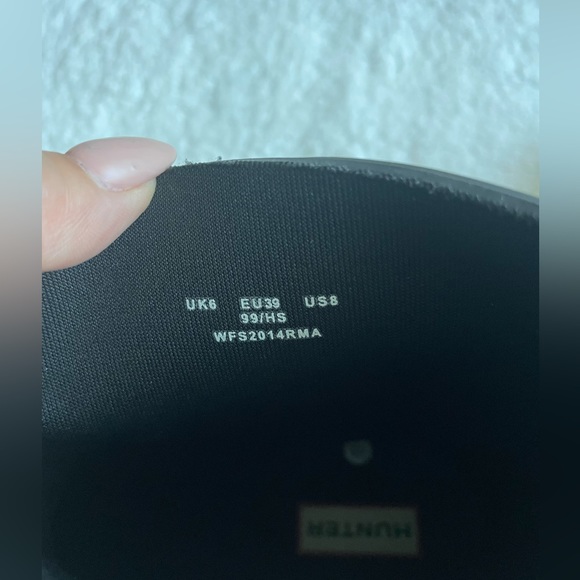 UK6 EU39 US8
99/HS
WFS2014RMA
HUNTER